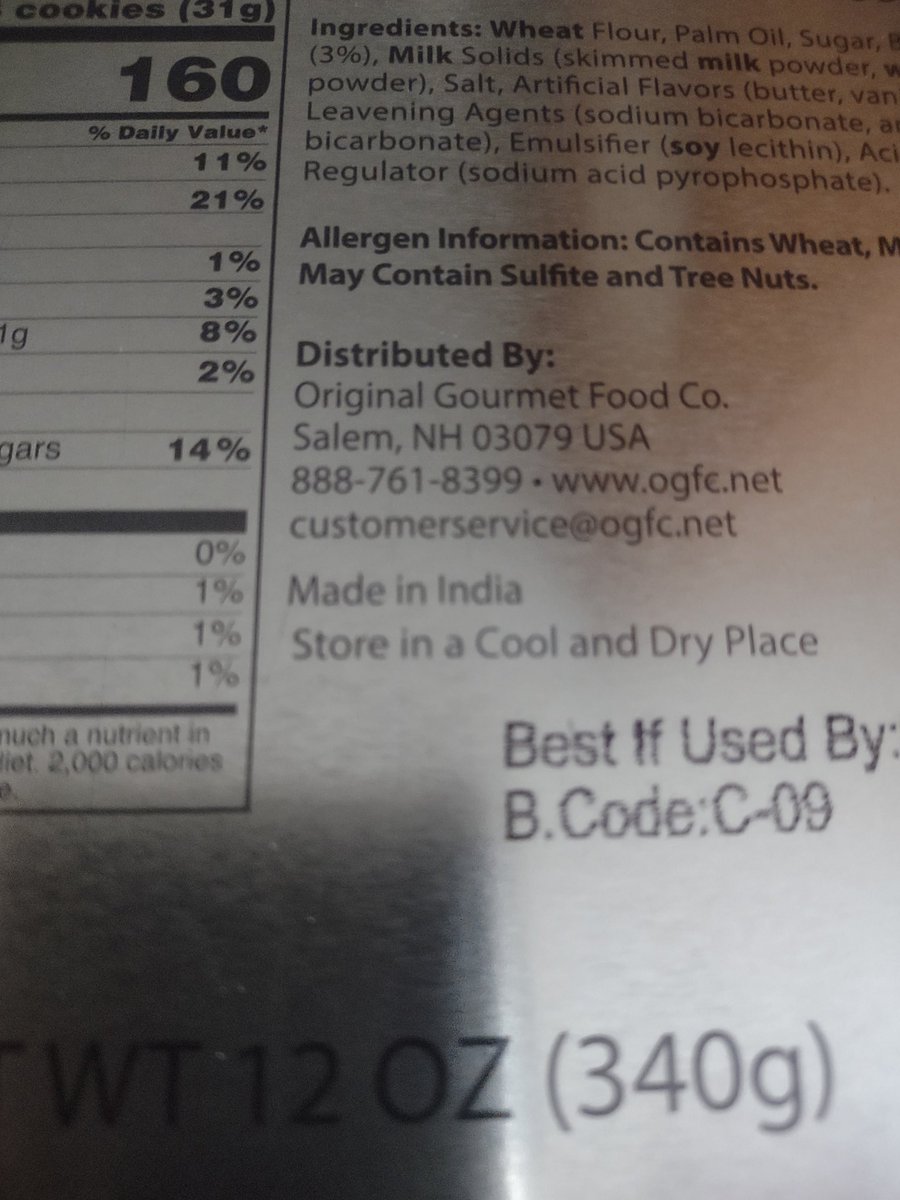 cookies (31g)
160
% Daily Value*
11%
21%
1%
3%
1g 8%
2%
gars 14%
0%
1%
1%
1%
much a nutrient in
diet. 2,000 calories
e.
Ingredients: Wheat Flour, Palm Oil, Sugar, B
(3%), Milk Solids (skimmed milk powder, w
powder), Salt, Artificial Flavors (butter, van
Leavening Agents (sodium bicarbonate, a
bicarbonate), Emulsifier (soy lecithin), Aci
Regulator (sodium acid pyrophosphate).
Allergen Information: Contains Wheat, M
May Contain Sulfite and Tree Nuts.
Distributed By:
Original Gourmet Food Co.
Salem, NH 03079 USA
888-761-8399 • www.ogfc.net
customerservice@ogfc.net
Made in India
Store in a Cool and Dry Place
Best If Used By:
B.Code:C-09
T WT 12 OZ (340g)